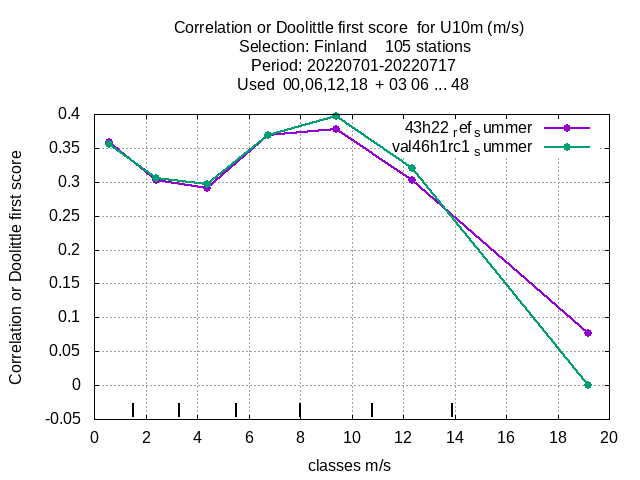 Correlation or Doolittle first score for U10m (m/s)
Selection: Finland 105 stations
Period: 20220701-20220717
Used 00,06,12,18 + 03 06 ... 48
43h22 ref summer
val46h1rc1 summer
Correlation or Doolittle first score
0.4
0.35
0.3
0.25
0.2
0.15
0.1
0.05
0
-0.05
0 2 4 6 8 10 12 14 16 18 20
classes m/s